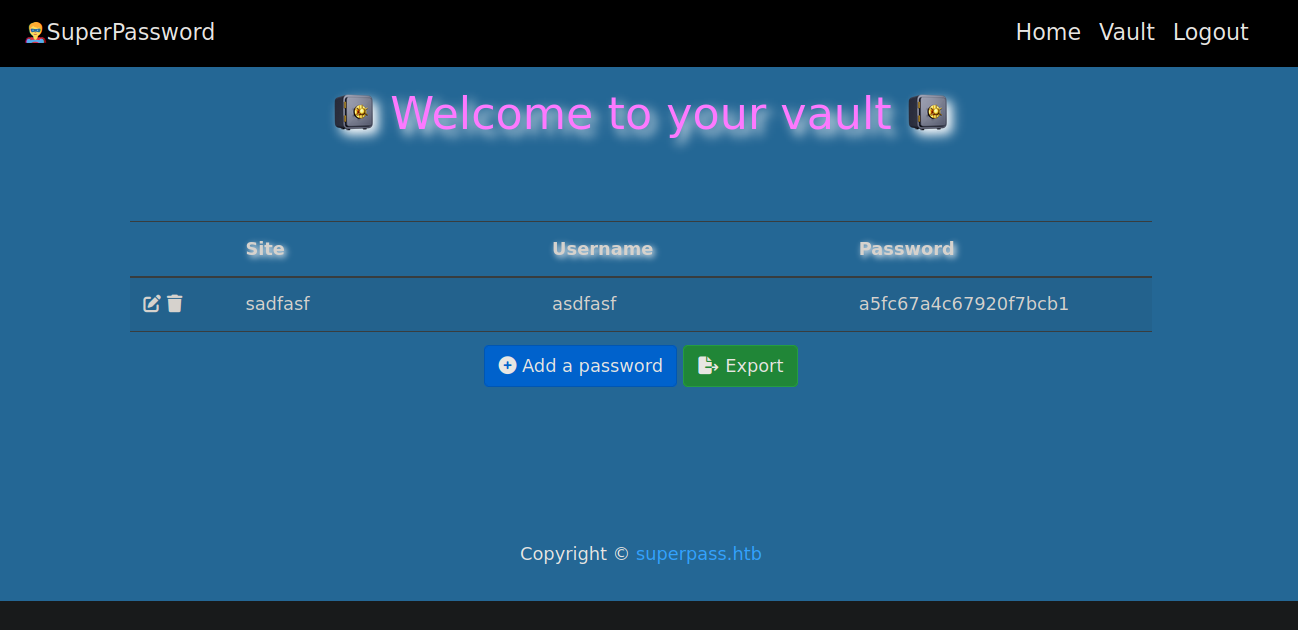 SuperPassword Home Vault Logout
Welcome to your vault
Site Username Password
sadfasf asdfasf a5fc67a4c67920f7bcb1
Add a password Export
Copyright © superpass.htb